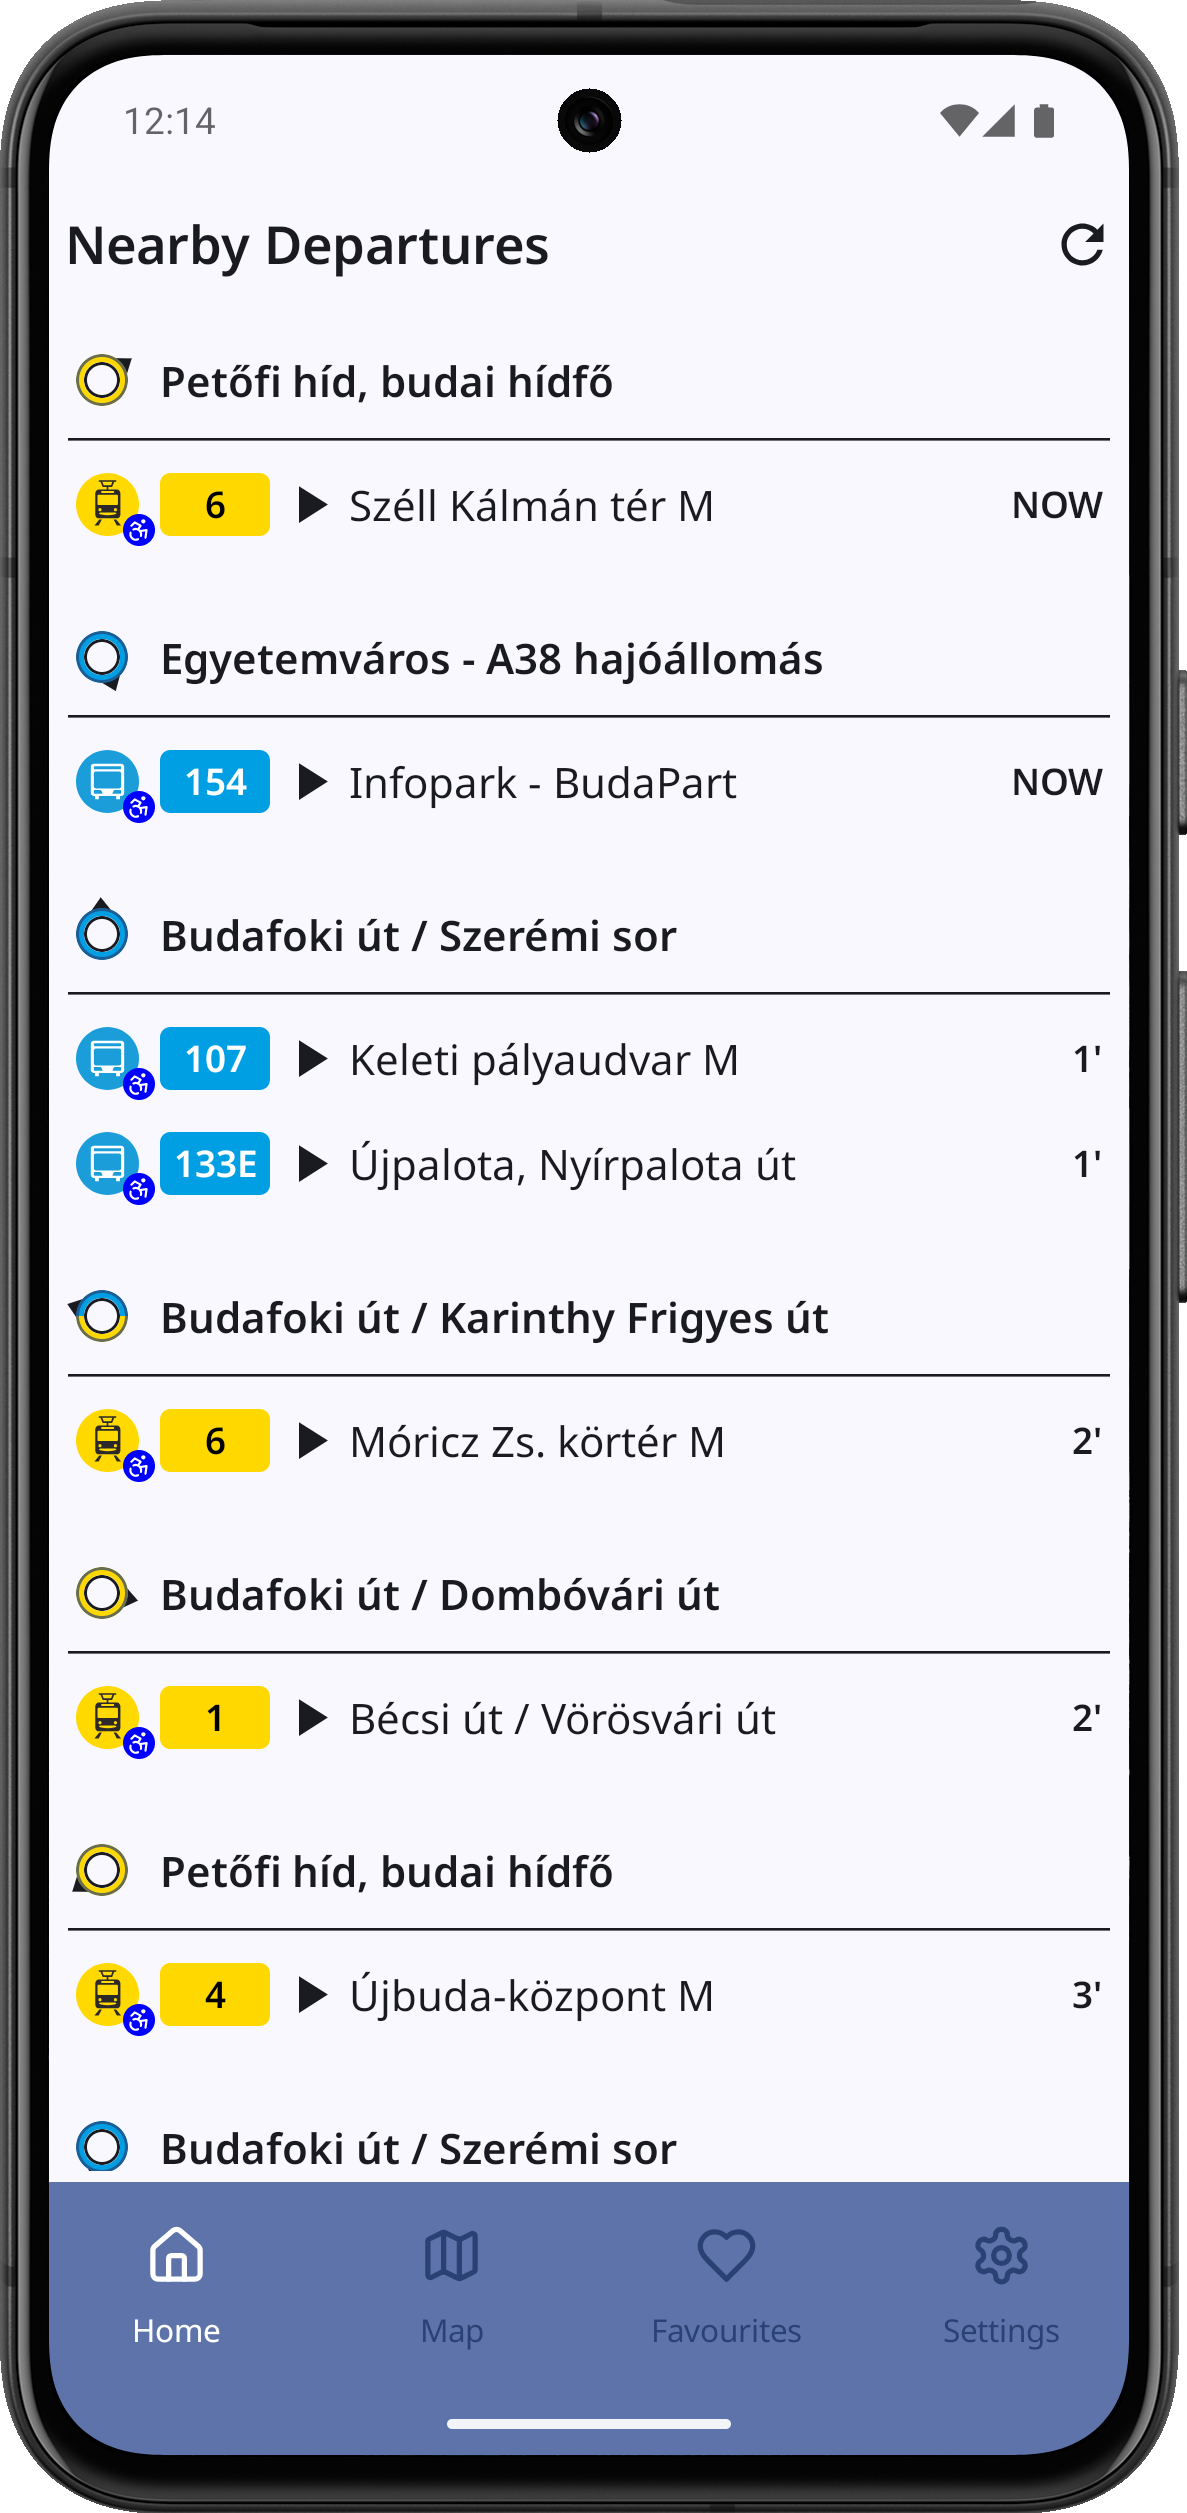 12:14
Nearby Departures
Petőfi híd, budai hídfő
6 Széll Kálmán tér M NOW
Egyetemváros - A38 hajóállomás
154 Infopark - BudaPart NOW
Budafoki út / Szerémi sor
107 Keleti pályaudvar M 1'
133E Újpalota, Nyírpalota út 1'
Budafoki út / Karinthy Frigyes út
6 Móricz Zs. körtér M 2'
Budafoki út / Dombóvári út
1 Bécsi út / Vörösvári út 2'
Petőfi híd, budai hídfő
4 Újbuda-központ M 3'
Budafoki út / Szerémi sor
Home Map Favourites Settings